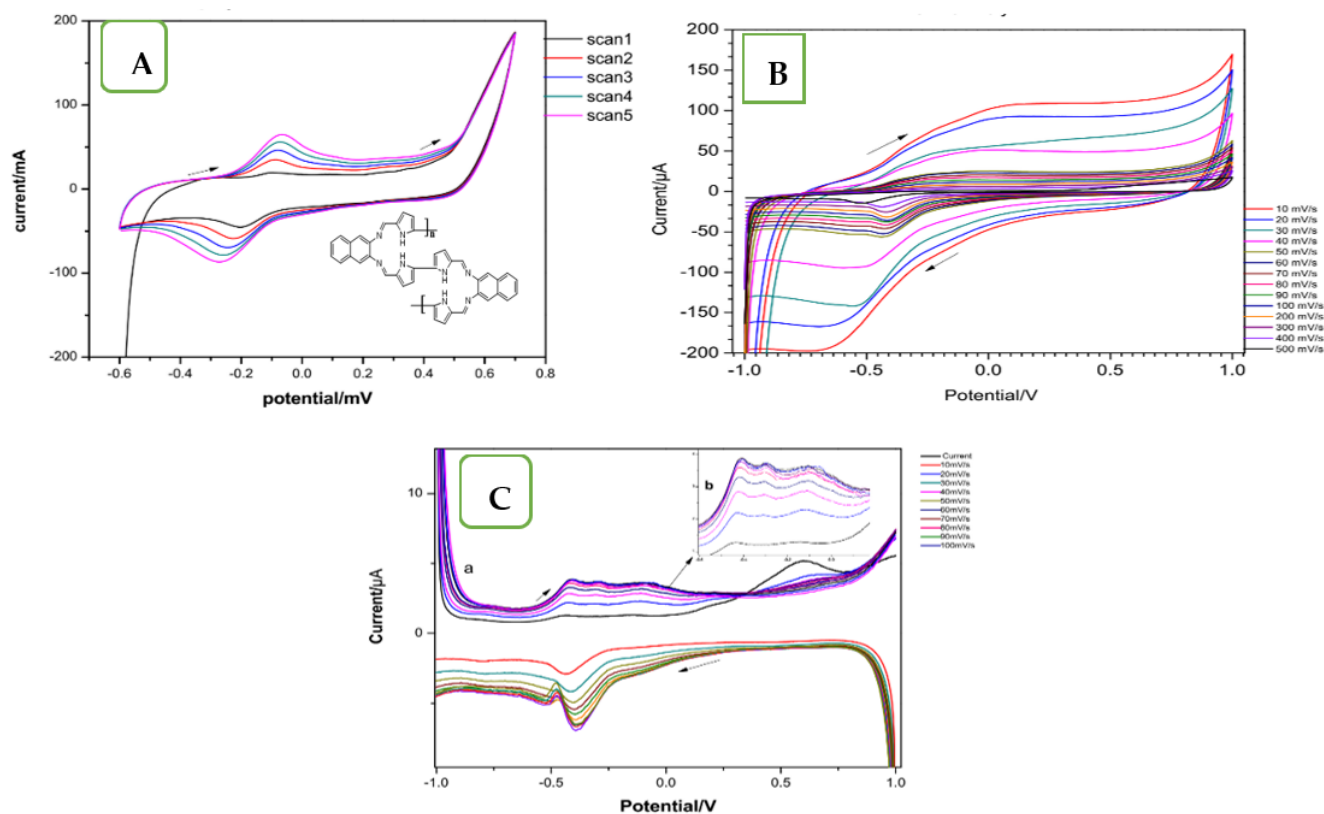 A
200
100
0
-100
-200
-0.6
-0.4
-0.2
0.0
0.2
0.4
0.6
0.8
current/mA
potential/mV
scan1
scan2
scan3
scan4
scan5
NH
n
N
N
NH
H
N
N
N
NH
B
200
150
100
50
0
-50
-100
-150
-200
-1.0
-0.5
0.0
0.5
1.0
Current/µA
Potential/V
10 mV/s
20 mV/s
30 mV/s
40 mV/s
50 mV/s
60 mV/s
70 mV/s
80 mV/s
90 mV/s
100 mV/s
200 mV/s
300 mV/s
400 mV/s
500 mV/s
C
a
b
10
0
-1.0
-0.5
0.0
0.5
1.0
Current/µA
Potential/V
Current
10mV/s
20mV/s
30mV/s
40mV/s
50mV/s
60mV/s
70mV/s
80mV/s
90mV/s
100mV/s